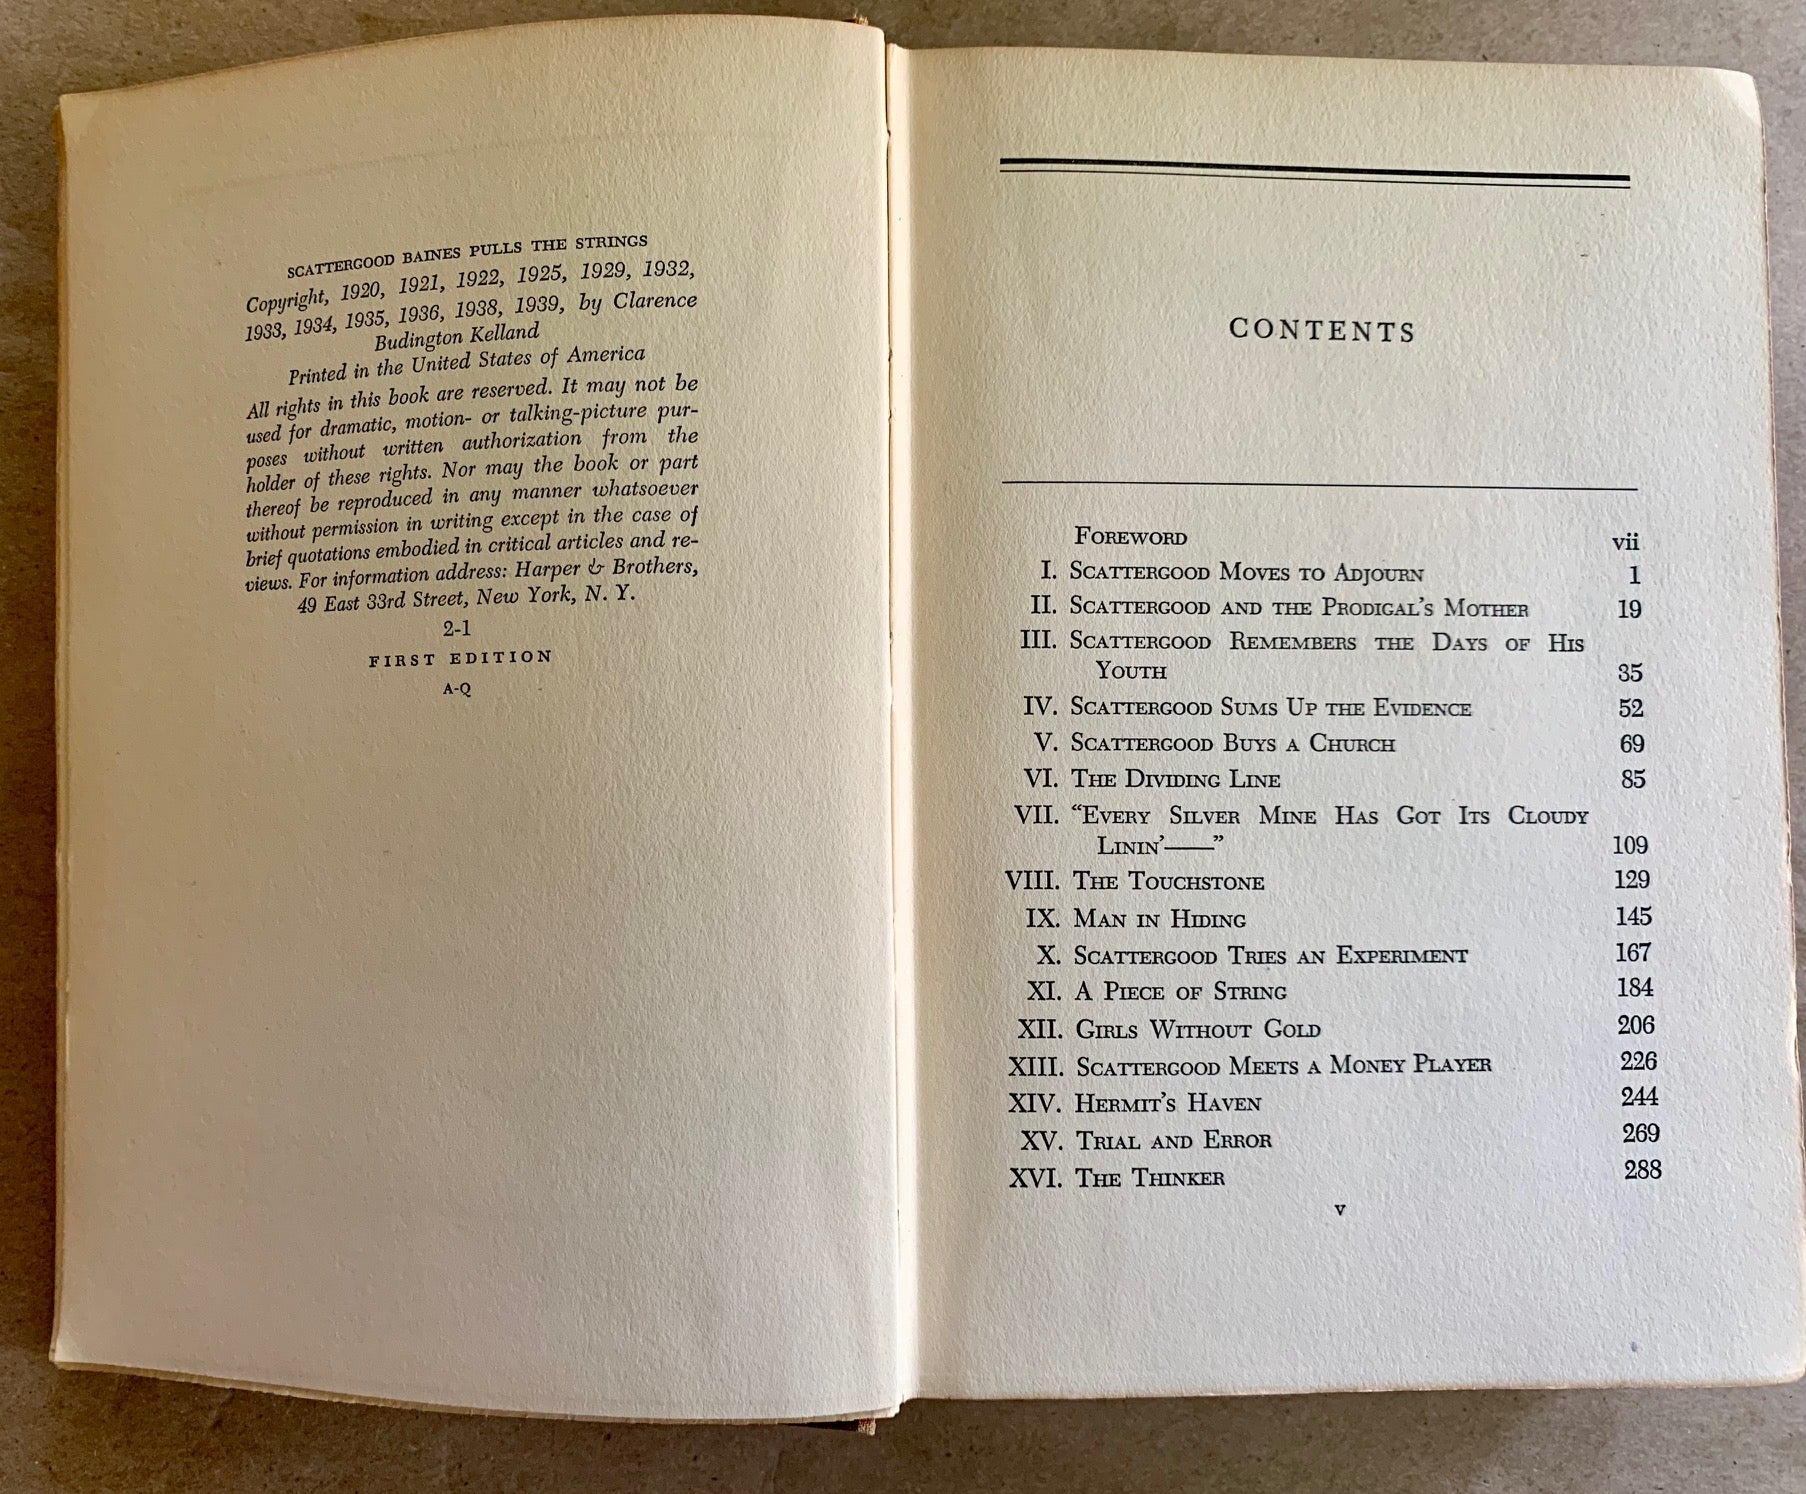 SCATTERGOOD BAINES PULLS THE STRINGS
Copyright, 1920, 1921, 1922, 1925, 1929, 1932,
1933, 1934, 1935, 1936, 1938, 1939, by Clarence
Budington Kelland
Printed in the United States of America
All rights in this book are reserved. It may not be
used for dramatic, motion- or talking-picture pur-
poses without written authorization from the
holder of these rights. Nor may the book or part
thereof be reproduced in any manner whatsoever
without permission in writing except in the case of
brief quotations embodied in critical articles and re-
views. For information address: Harper & Brothers,
49 East 33rd Street, New York, N. Y.
2-1
FIRST EDITION
A-Q
CONTENTS
FOREWORD vii
I. SCATTERGOOD MOVES TO ADJOURN 1
II. SCATTERGOOD AND THE PRODIGAL'S MOTHER 19
III. SCATTERGOOD REMEMBERS THE DAYS OF HIS
YOUTH 35
IV. SCATTERGOOD SUMS UP THE EVIDENCE 52
V. SCATTERGOOD BUYS A CHURCH 69
VI. THE DIVIDING LINE 85
VII. "EVERY SILVER MINE HAS GOT ITS CLOUDY
LININ'——" 109
VIII. THE TOUCHSTONE 129
IX. MAN IN HIDING 145
X. SCATTERGOOD TRIES AN EXPERIMENT 167
XI. A PIECE OF STRING 184
XII. GIRLS WITHOUT GOLD 206
XIII. SCATTERGOOD MEETS A MONEY PLAYER 226
XIV. HERMIT'S HAVEN 244
XV. TRIAL AND ERROR 269
XVI. THE THINKER 288
v